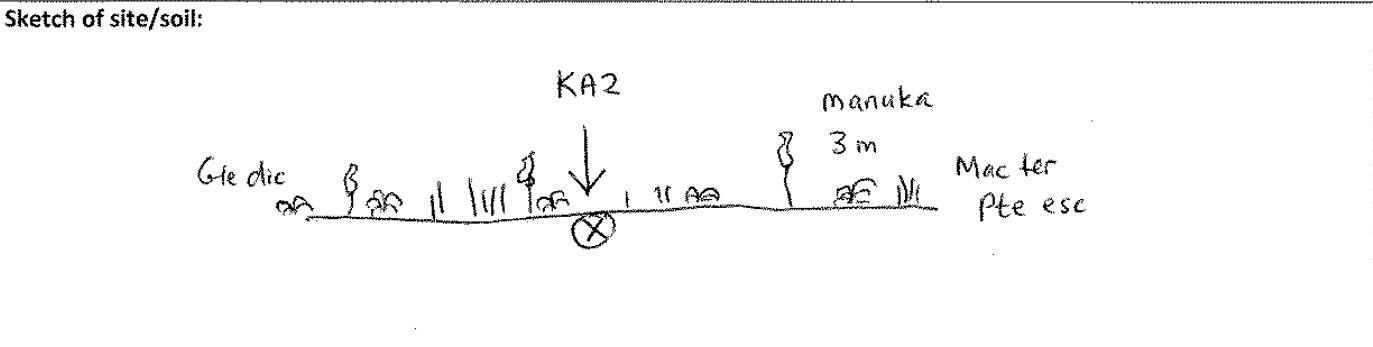 Sketch of site/soil:
KA2
manuka
3 m
Gle dic
Mac ter
Pte esc